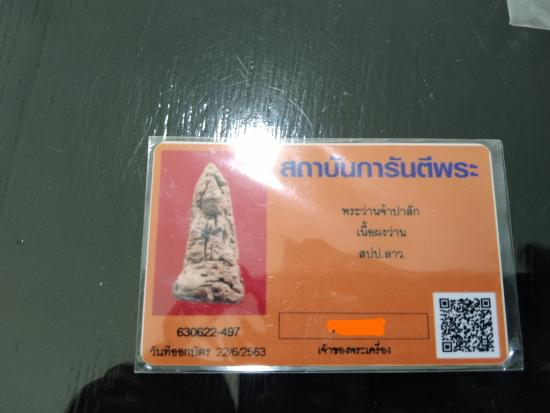 สถาบันการันตีพระ
พระว่านจำปาสัก
เนื้อผงว่าน
สปป.ลาว.
630622-497
วันที่ออกบัตร 22/6/2563
เจ้าของพระเครื่อง